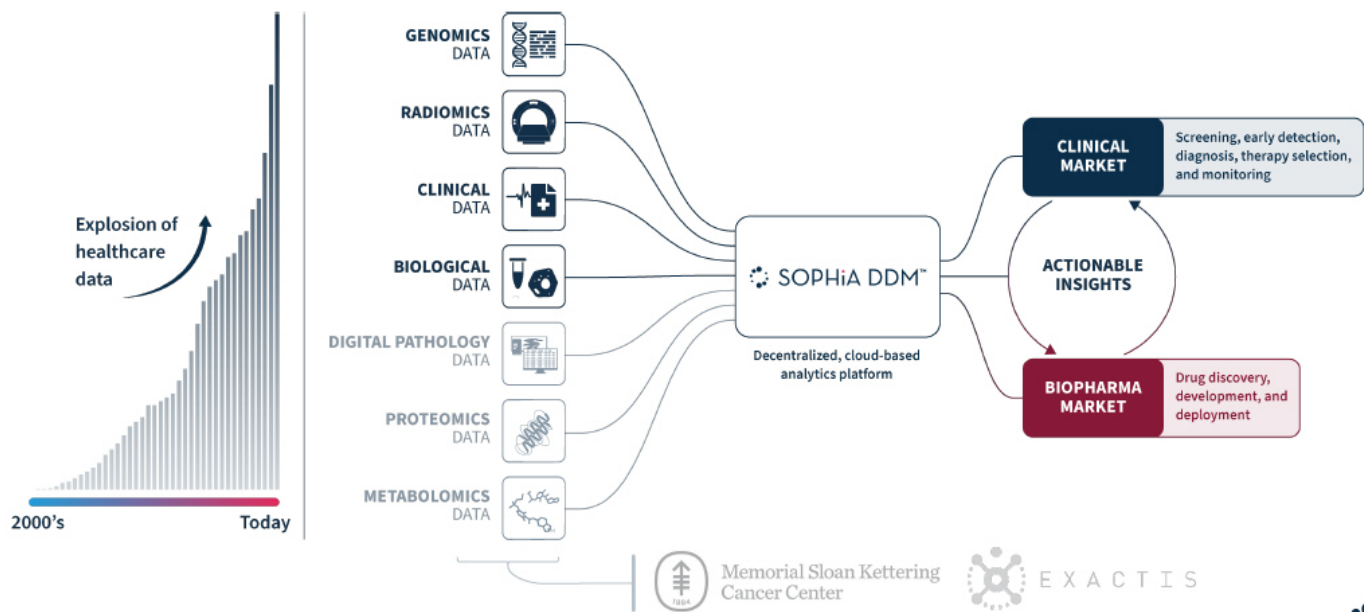 Explosion of
healthcare
data
2000's
Today
GENOMICS
DATA
RADIOMICS
DATA
CLINICAL
DATA
BIOLOGICAL
DATA
DIGITAL PATHOLOGY
DATA
PROTEOMICS
DATA
METABOLOMICS
DATA
SOPHiA DDM™
Decentralized, cloud-based
analytics platform
CLINICAL
MARKET
Screening, early detection,
diagnosis, therapy selection,
and monitoring
ACTIONABLE
INSIGHTS
BIOPHARMA
MARKET
Drug discovery,
development, and
deployment
1884
Memorial Sloan Kettering
Cancer Center
EXACTIS